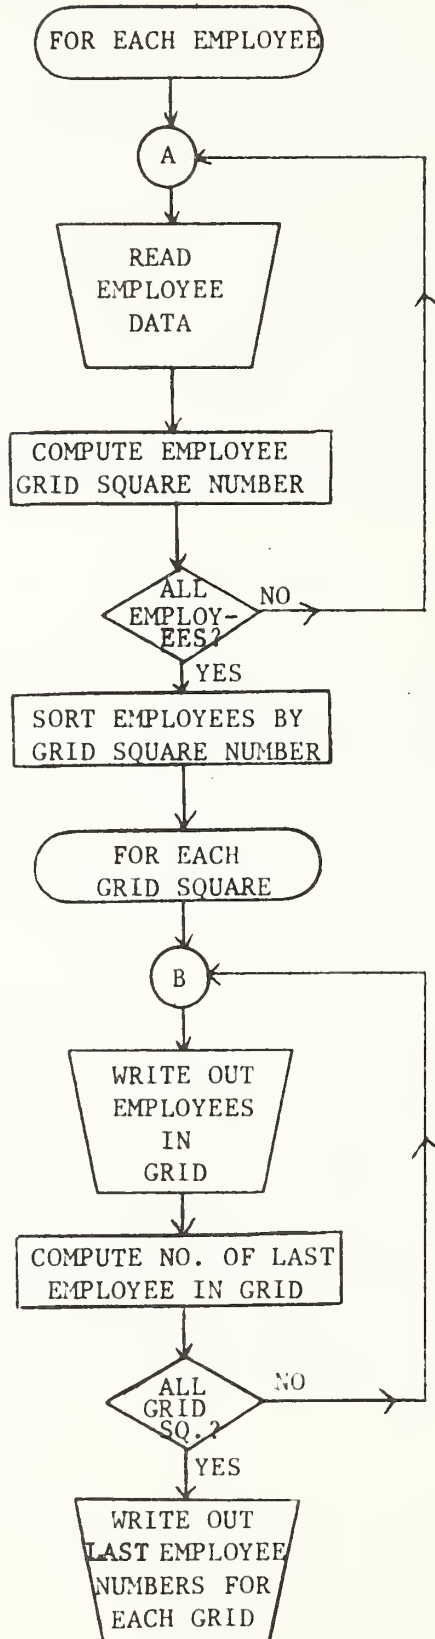 FOR EACH EMPLOYEE
A
READ
EMPLOYEE
DATA
COMPUTE EMPLOYEE
GRID SQUARE NUMBER
ALL
EMPLOY-
EES?
NO
YES
SORT EMPLOYEES BY
GRID SQUARE NUMBER
FOR EACH
GRID SQUARE
B
WRITE OUT
EMPLOYEES
IN
GRID
COMPUTE NO. OF LAST
EMPLOYEE IN GRID
ALL
GRID
SQ.?
NO
YES
WRITE OUT
LAST EMPLOYEE
NUMBERS FOR
EACH GRID